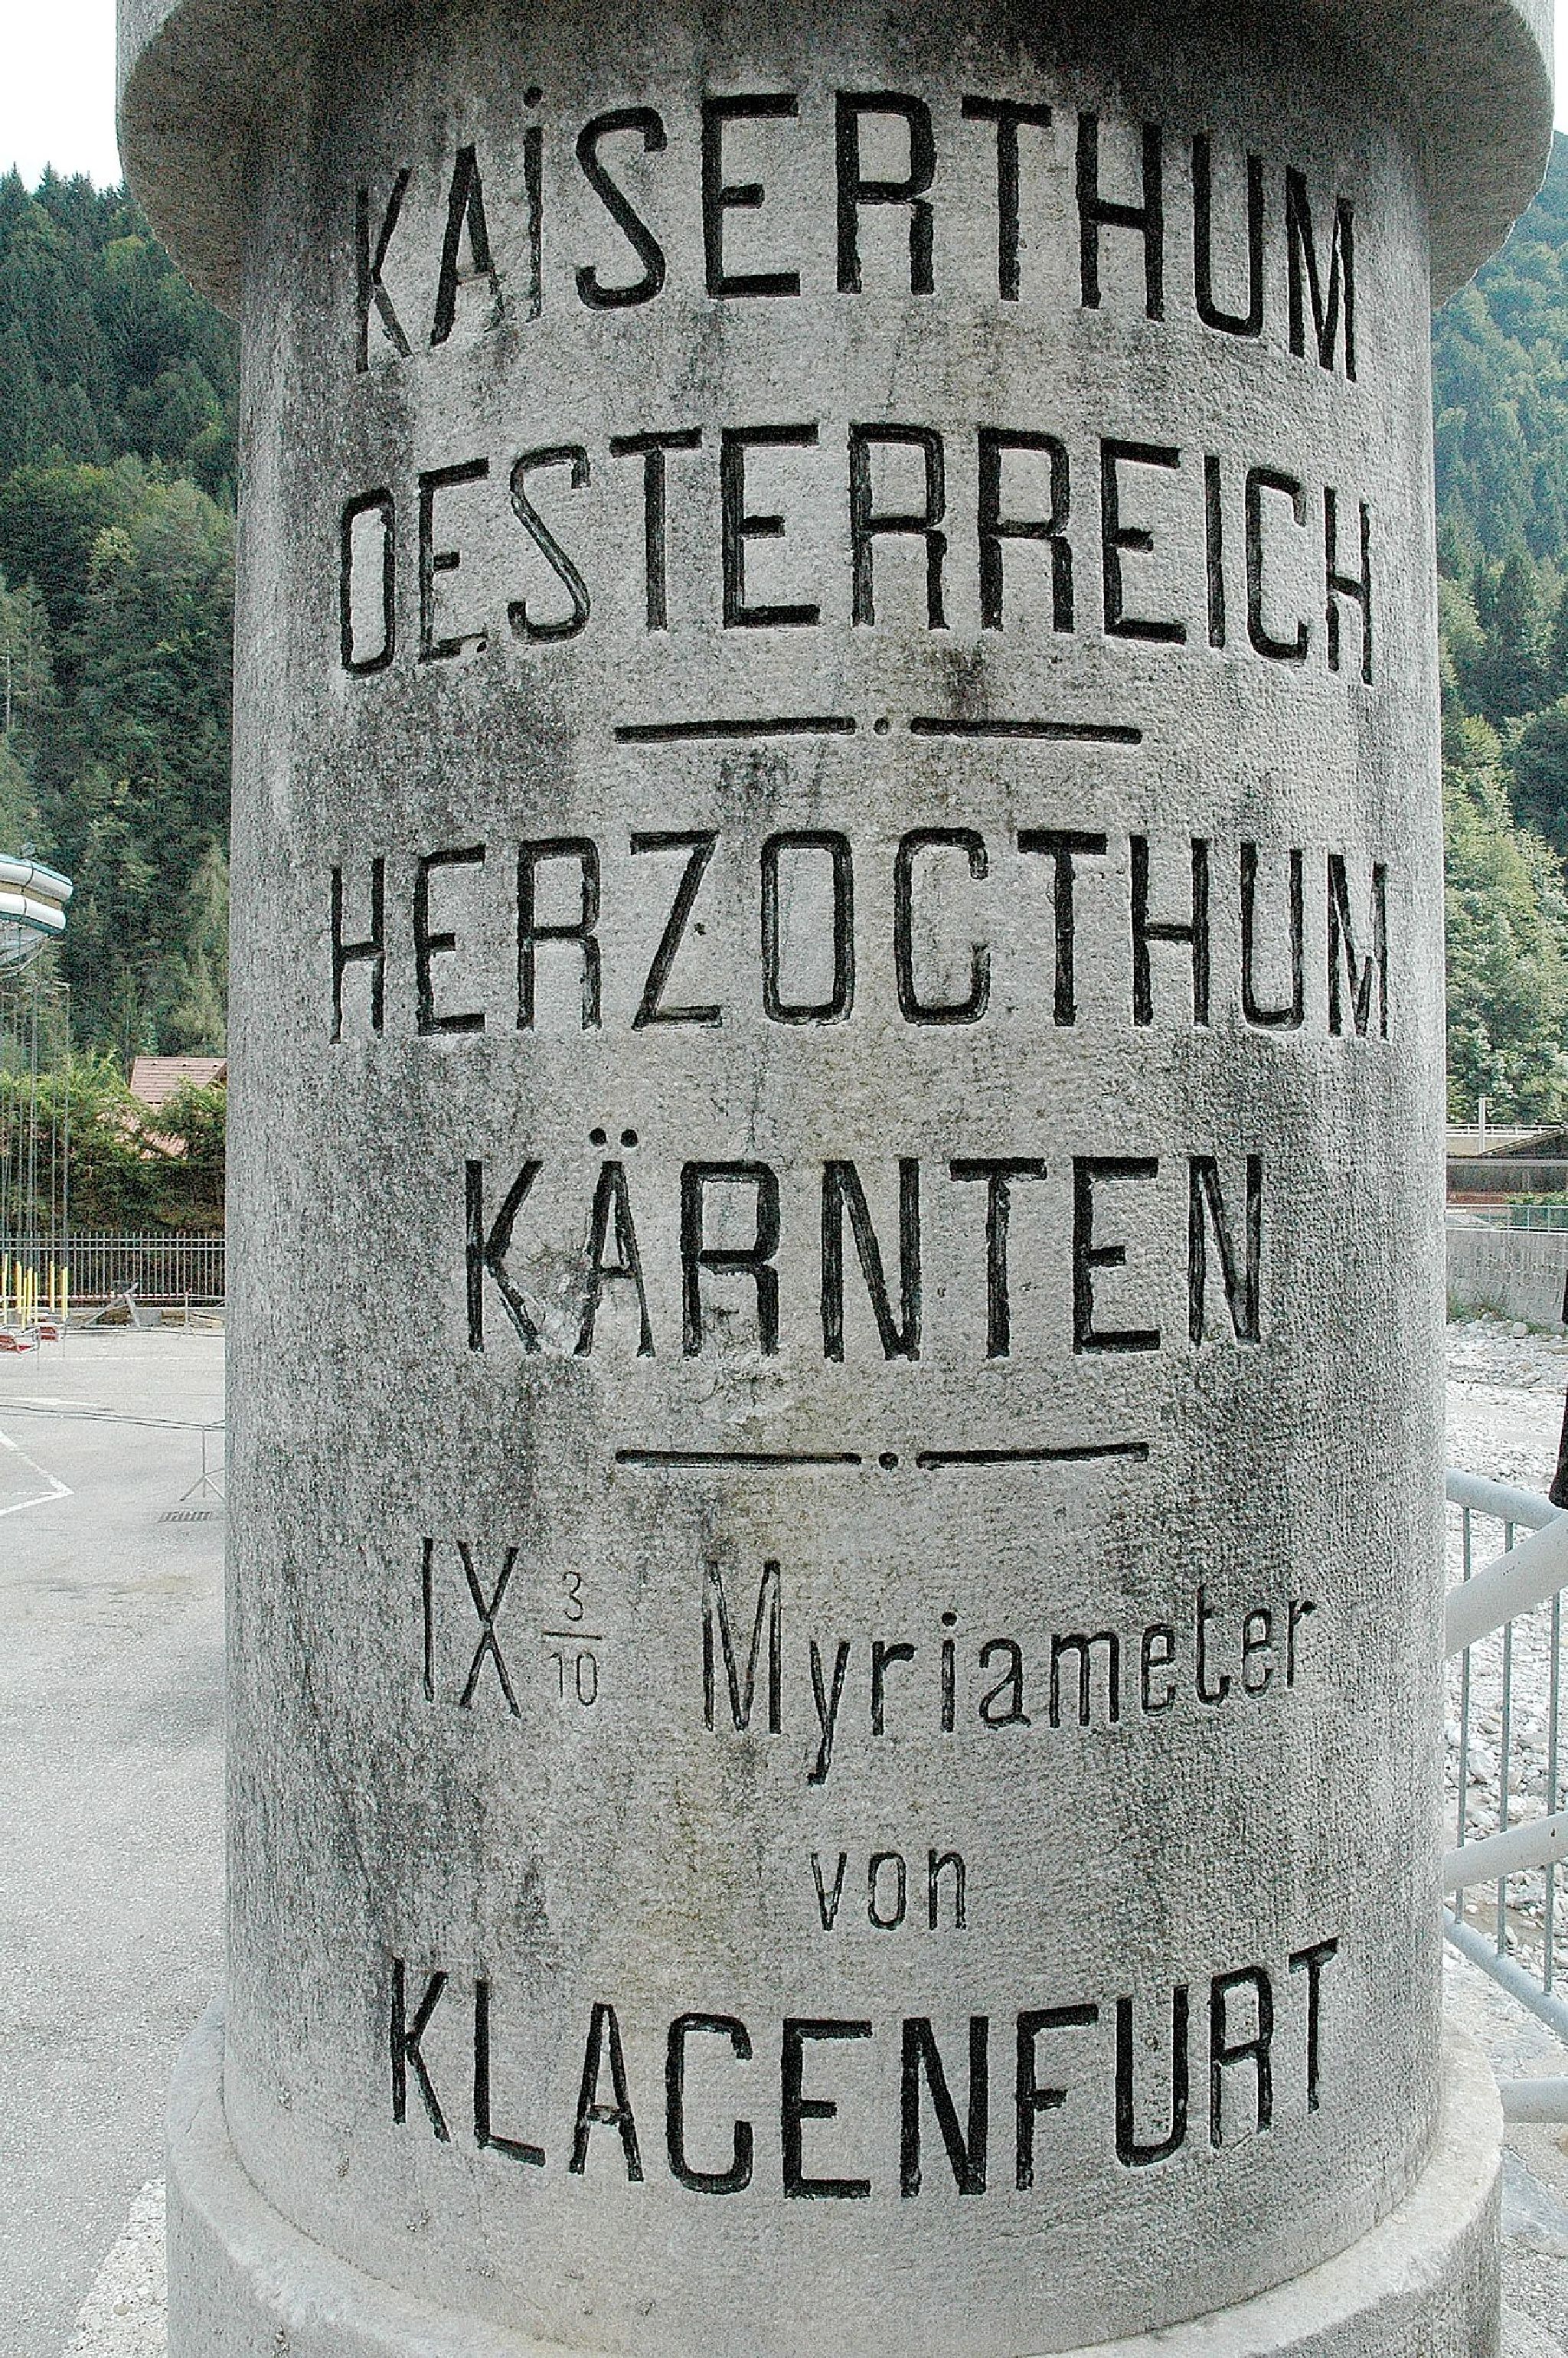 KAiSERTHUM
OESTERREICH
HERZOGTHUM
KÄRNTEN
IX 3/10 Myriameter
von
KLAGENFURT